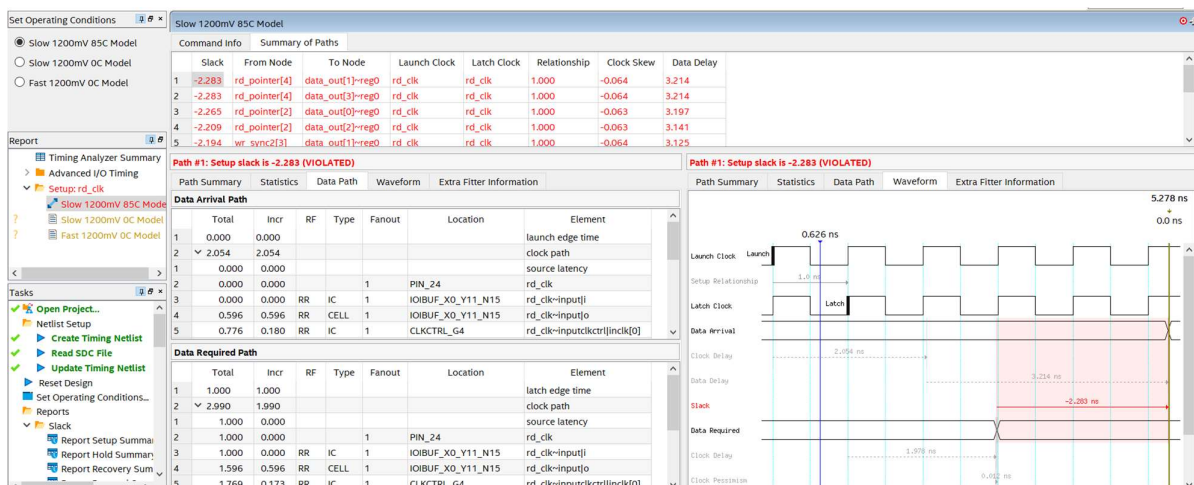 Set Operating Conditions
Slow 1200mV 85C Model
Slow 1200mV 0C Model
Fast 1200mV 0C Model
Report
Timing Analyzer Summary
Advanced I/O Timing
Setup: rd_clk
Slow 1200mV 85C Mode
? Slow 1200mV 0C Model
? Fast 1200mV 0C Model
Tasks
Open Project...
Netlist Setup
Create Timing Netlist
Read SDC File
Update Timing Netlist
Reset Design
Set Operating Conditions...
Reports
Slack
Report Setup Summar
Report Hold Summary
Report Recovery Sum
Slow 1200mV 85C Model
Command Info Summary of Paths
Slack From Node To Node Launch Clock Latch Clock Relationship Clock Skew Data Delay
1 -2.283 rd_pointer[4] data_out[1]~reg0 rd_clk rd_clk 1.000 -0.064 3.214
2 -2.283 rd_pointer[4] data_out[3]~reg0 rd_clk rd_clk 1.000 -0.064 3.214
3 -2.265 rd_pointer[2] data_out[0]~reg0 rd_clk rd_clk 1.000 -0.063 3.197
4 -2.209 rd_pointer[2] data_out[2]~reg0 rd_clk rd_clk 1.000 -0.063 3.141
5 -2.194 wr_sync2[3] data_out[1]~reg0 rd_clk rd_clk 1.000 -0.064 3.125
Path #1: Setup slack is -2.283 (VIOLATED)
Path Summary Statistics Data Path Waveform Extra Fitter Information
Data Arrival Path
Total Incr RF Type Fanout Location Element
1 0.000 0.000 launch edge time
2 2.054 2.054 clock path
1 0.000 0.000 source latency
2 0.000 0.000 1 PIN_24 rd_clk
3 0.000 0.000 RR IC 1 IOIBUF_X0_Y11_N15 rd_clk~input|i
4 0.596 0.596 RR CELL 1 IOIBUF_X0_Y11_N15 rd_clk~input|o
5 0.776 0.180 RR IC 1 CLKCTRL_G4 rd_clk~inputclkctrl|inclk[0]
Data Required Path
Total Incr RF Type Fanout Location Element
1 1.000 1.000 latch edge time
2 2.990 1.990 clock path
1 1.000 0.000 source latency
2 1.000 0.000 1 PIN_24 rd_clk
3 1.000 0.000 RR IC 1 IOIBUF_X0_Y11_N15 rd_clk~input|i
4 1.596 0.596 RR CELL 1 IOIBUF_X0_Y11_N15 rd_clk~input|o
5 1.769 0.173 RR IC 1 CLKCTRL_G4 rd_clk~inputclkctrl|inclk[0]
Path #1: Setup slack is -2.283 (VIOLATED)
Path Summary Statistics Data Path Waveform Extra Fitter Information
5.278 ns
0.0 ns
0.626 ns
Launch Clock Launch
Setup Relationship 1.0 ns
Latch Clock Latch
Data Arrival
Clock Delay 2.054 ns
Data Delay 3.214 ns
Slack -2.283 ns
Data Required
Clock Delay 1.978 ns
Clock Pessimism 0.012 ns